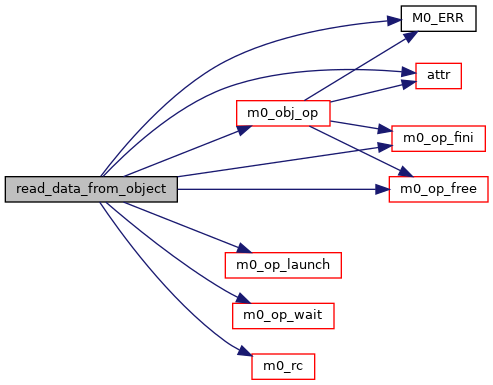 M0_ERR
attr
m0_obj_op
m0_op_fini
read_data_from_object
m0_op_free
m0_op_launch
m0_op_wait
m0_rc